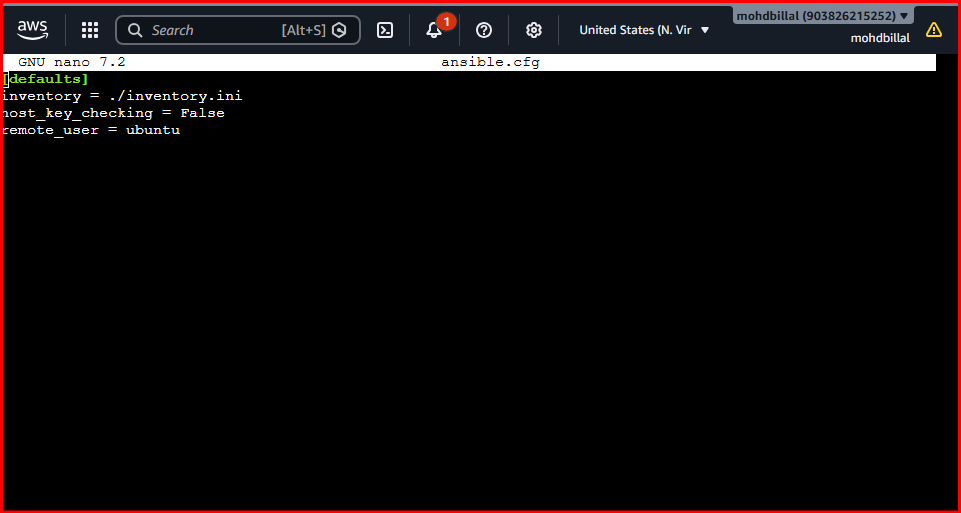 aws
Search [Alt+S]
1
United States (N. Vir
mohdbillal (903826215252)
mohdbillal
GNU nano 7.2 ansible.cfg
[defaults]
inventory = ./inventory.ini
host_key_checking = False
remote_user = ubuntu